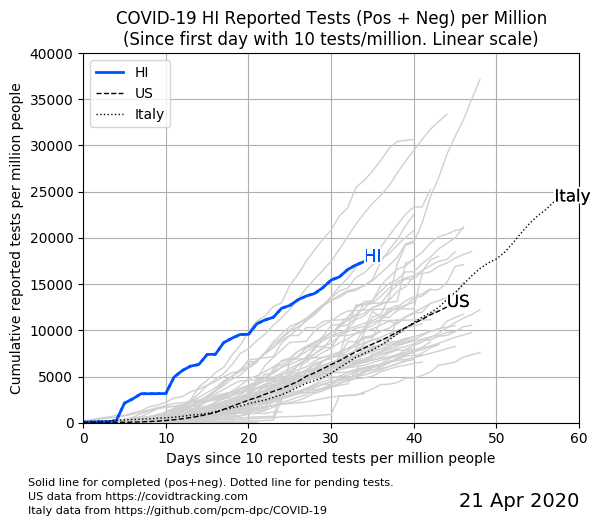 COVID-19 HI Reported Tests (Pos + Neg) per Million
(Since first day with 10 tests/million. Linear scale)
Cumulative reported tests per million people
40000
35000
30000
25000
20000
15000
10000
5000
0
HI
US
Italy
Italy
HI
US
0 10 20 30 40 50 60
Days since 10 reported tests per million people
Solid line for completed (pos+neg). Dotted line for pending tests.
US data from https://covidtracking.com
Italy data from https://github.com/pcm-dpc/COVID-19
21 Apr 2020